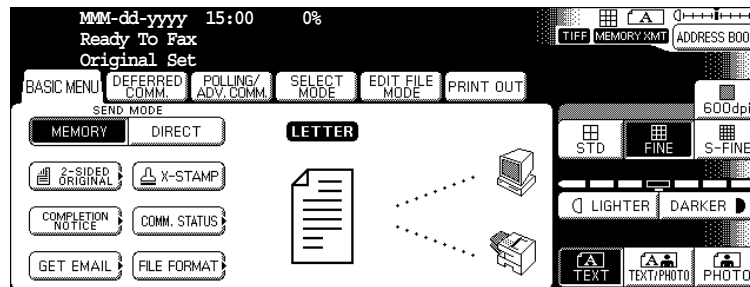 MMM-dd-yyyy 15:00 0%
Ready To Fax
Original Set
TIFF MEMORY XMT ADDRESS BOO
BASIC MENU DEFERRED COMM. POLLING/ ADV. COMM. SELECT MODE EDIT FILE MODE PRINT OUT
SEND MODE
MEMORY DIRECT
LETTER
600dpi
STD FINE S-FINE
2-SIDED ORIGINAL X-STAMP
COMPLETION NOTICE COMM. STATUS
LIGHTER DARKER
GET EMAIL FILE FORMAT
TEXT TEXT/PHOTO PHOTO